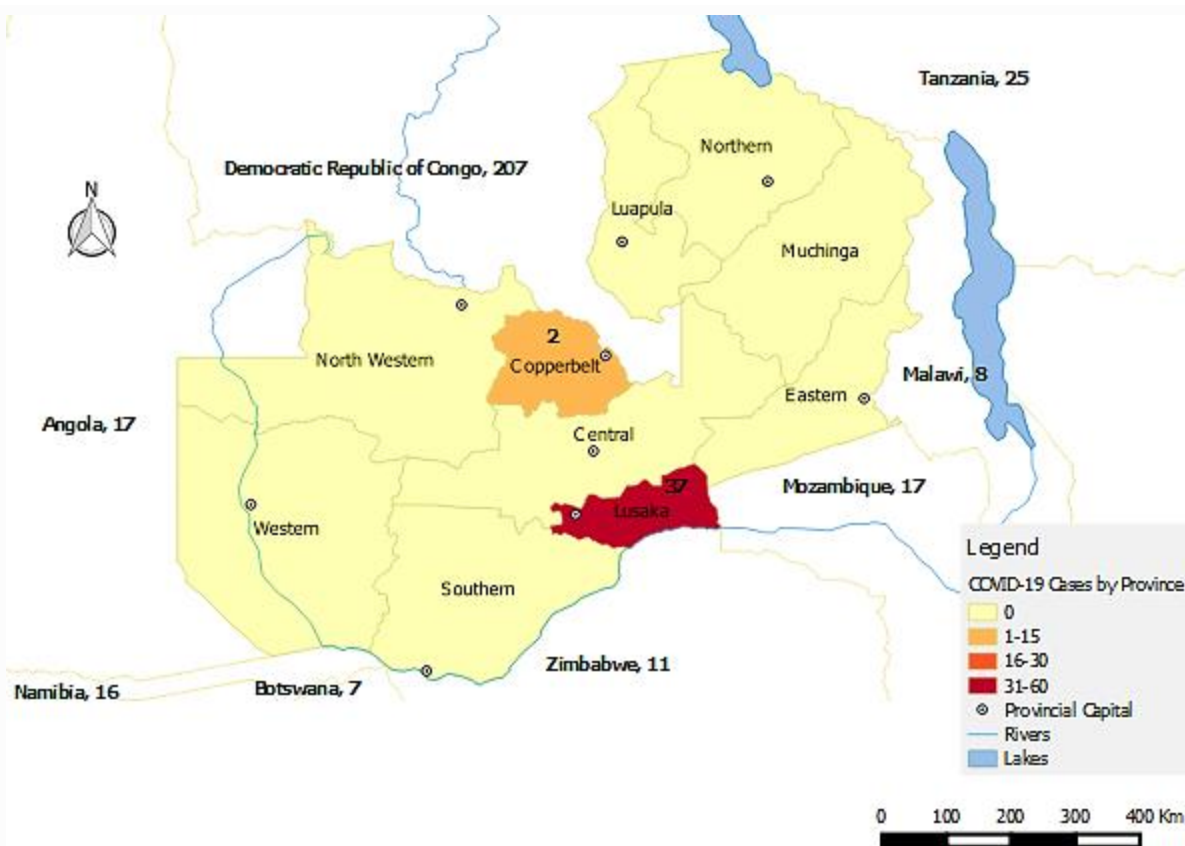 Tanzania, 25
Northern
Democratic Republic of Congo, 207
N
Luapula
Muchinga
2
Copperbelt
North Western
Malawi, 8
Eastern
Angola, 17
Central
37
Lusaka
Mozambique, 17
Western
Southern
Zimbabwe, 11
Namibia, 16
Botswana, 7
Legend
COVID-19 Cases by Province
0
1-15
16-30
31-60
Provincial Capital
Rivers
Lakes
0 100 200 300 400 Km